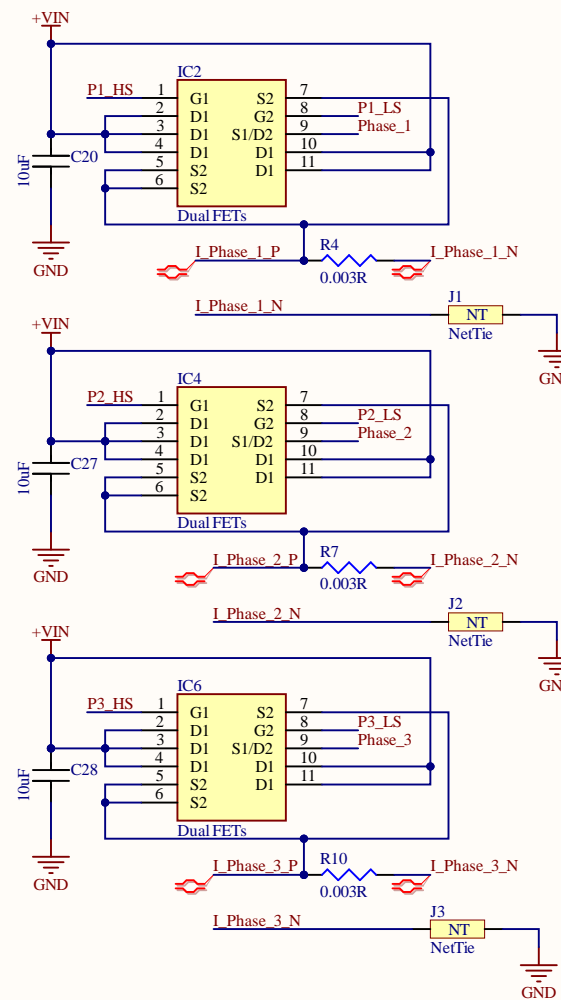 +VIN
IC2
P1_HS 1 G1 S2 7
2 D1 G2 8 P1_LS
3 D1 S1/D2 9 Phase_1
4 D1 D1 10
5 S2 D1 11
6 S2
10uF C20
Dual FETs
GND
I_Phase_1_P R4 I_Phase_1_N
0.003R
I_Phase_1_N J1
NT
NetTie
GN
+VIN
IC4
P2_HS 1 G1 S2 7
2 D1 G2 8 P2_LS
3 D1 S1/D2 9 Phase_2
4 D1 D1 10
5 S2 D1 11
6 S2
10uF C27
Dual FETs
GND
I_Phase_2_P R7 I_Phase_2_N
0.003R
I_Phase_2_N J2
NT
NetTie
GN
+VIN
IC6
P3_HS 1 G1 S2 7
2 D1 G2 8 P3_LS
3 D1 S1/D2 9 Phase_3
4 D1 D1 10
5 S2 D1 11
6 S2
10uF C28
Dual FETs
GND
I_Phase_3_P R10 I_Phase_3_N
0.003R
I_Phase_3_N J3
NT
NetTie
GND